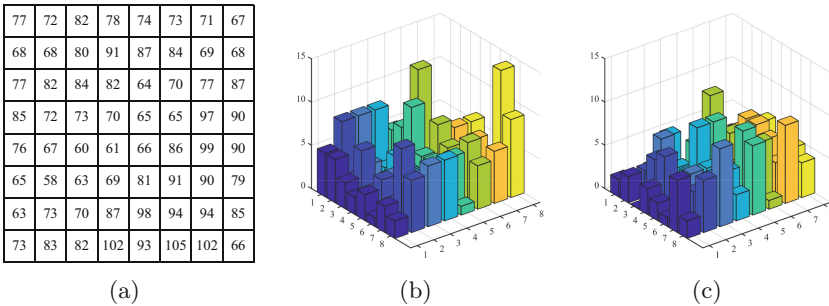 77 72 82 78 74 73 71 67
68 68 80 91 87 84 69 68
77 82 84 82 64 70 77 87
85 72 73 70 65 65 97 90
76 67 60 61 66 86 99 90
65 58 63 69 81 91 90 79
63 73 70 87 98 94 94 85
73 83 82 102 93 105 102 66
(a)
15
10
5
0
1 2 3 4 5 6 7 8
1 2 3 4 5 6 7 8
(b)
15
10
5
0
1 2 3 4 5 6 7 8
1 2 3 4 5 6 7
(c)